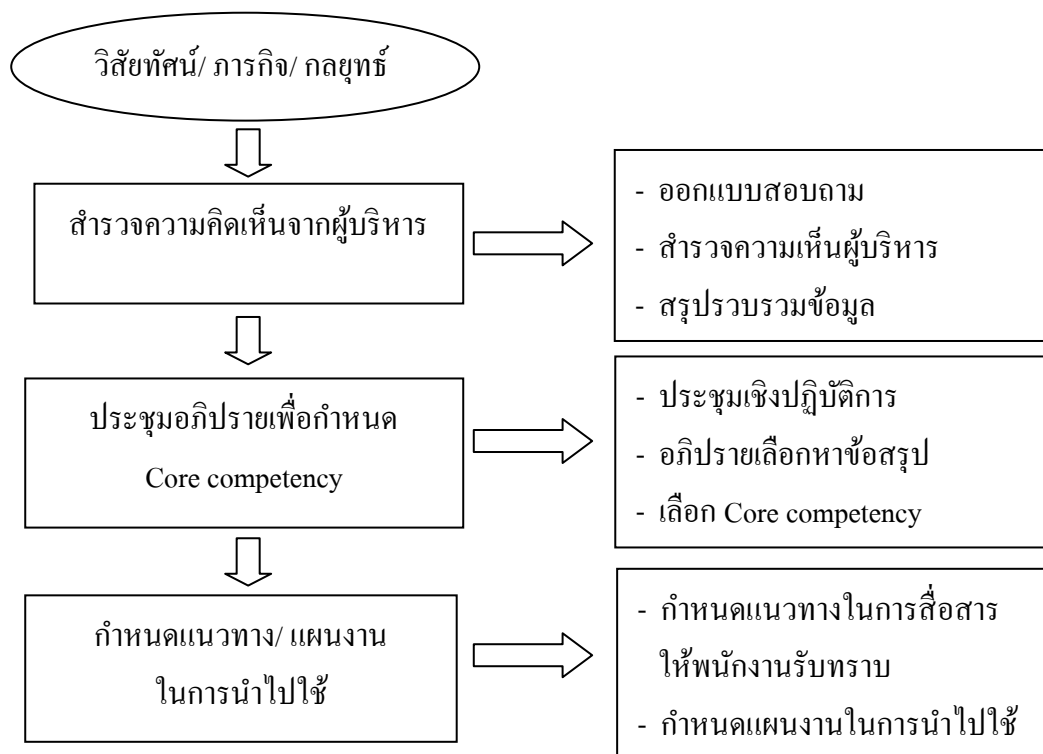 วิสัยทัศน์/ ภารกิจ/ กลยุทธ์
สำรวจความคิดเห็นจากผู้บริหาร
- ออกแบบสอบถาม
- สำรวจความเห็นผู้บริหาร
- สรุปรวบรวมข้อมูล
ประชุมอภิปรายเพื่อกำหนด
Core competency
- ประชุมเชิงปฏิบัติการ
- อภิปรายเลือกหาข้อสรุป
- เลือก Core competency
กำหนดแนวทาง/ แผนงาน
ในการนำไปใช้
- กำหนดแนวทางในการสื่อสาร
ให้พนักงานรับทราบ
- กำหนดแผนงานในการนำไปใช้